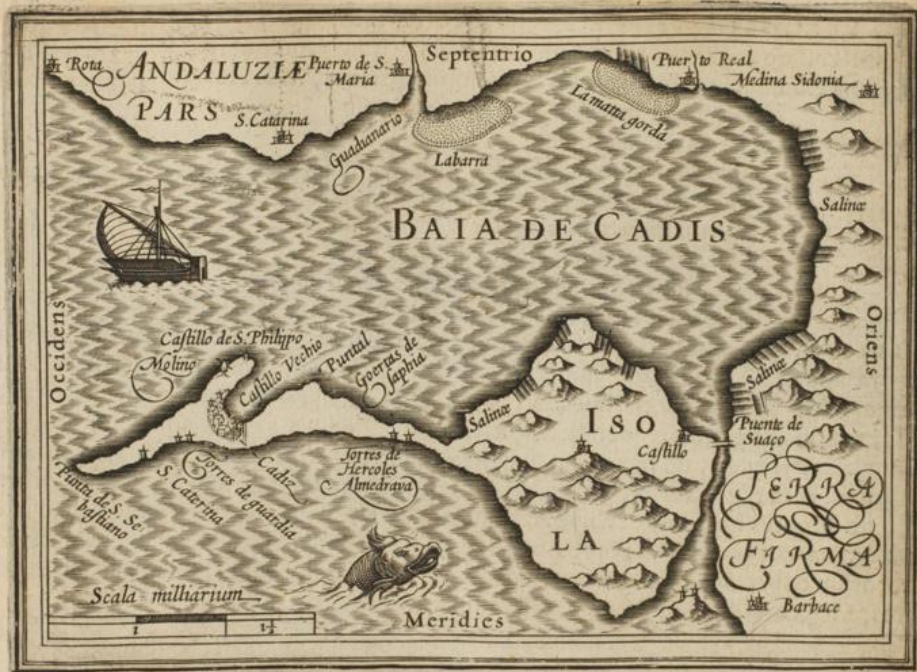 Rota
ANDALUZIÆ
PARS
Puerto de S.
Maria
Septentrio
Puerto Real
Medina Sidonia
S. Catarina
Guadianario
Labarra
La matta gorda
BAIA DE CADIS
Salinæ
Occidens
Oriens
Castillo de S. Philippo
Molino
Castillo Vechio
Puntal
Goertas de
Iaphia
Salinæ
ISO
LA
Castillo
Salinæ
Puente de
Suaço
Punta de S. Se
bastiano
S. Caterina
Torres de guardia
Cadiz
Torres de
Hercoles
Almedrava
TERRA
FIRMA
Barbace
Scala milliarium
1
1½
Meridies